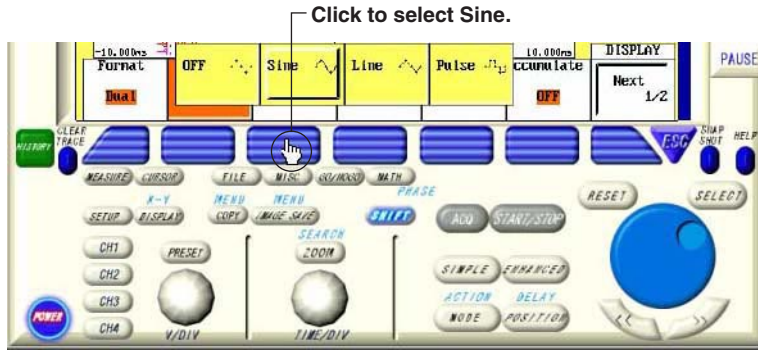 Click to select Sine.
-10.000ms 10.000ms DISPLAY
Format OFF Sine Line Pulse ccumulate Next
Dual OFF 1/2
PAUSE
HISTORY CLEAR TRACE ESC SNAP SHOT HELP
MEASURE CURSOR FILE MISC GO/NOGO MATH
X-Y MENU MENU PHASE
SETUP DISPLAY COPY IMAGE SAVE SHIFT ACQ START/STOP RESET SELECT
SEARCH
CH1 PRESET ZOOM
CH2 SIMPLE ENHANCED
CH3 ACTION DELAY
POWER CH4 V/DIV TIME/DIV MODE POSITION